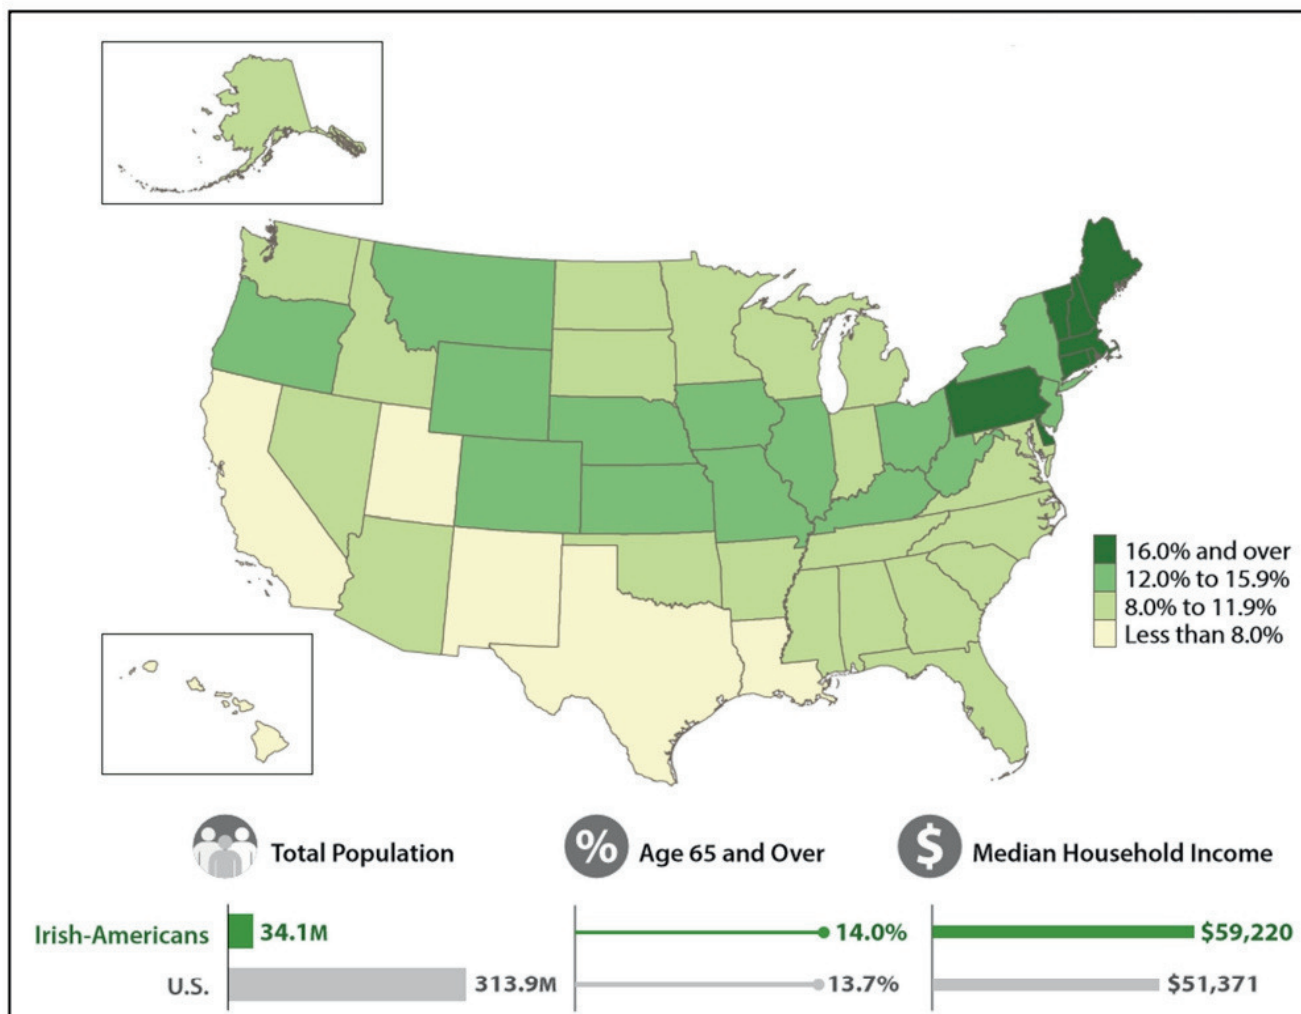 16.0% and over
12.0% to 15.9%
8.0% to 11.9%
Less than 8.0%
Total Population
% Age 65 and Over
$ Median Household Income
Irish-Americans 34.1M 14.0% $59,220
U.S. 313.9M 13.7% $51,371